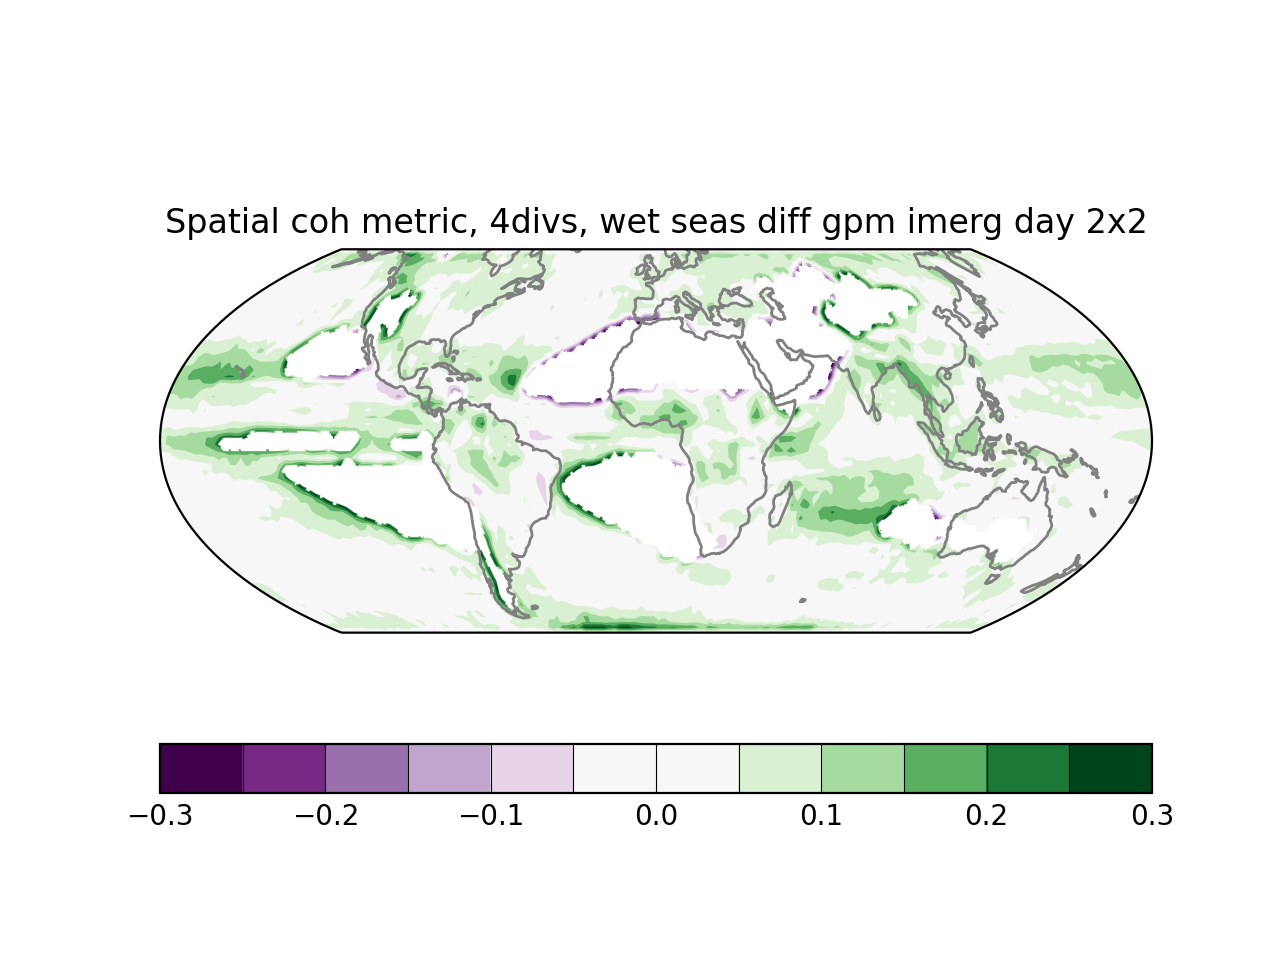 Spatial coh metric, 4divs, wet seas diff gpm imerg day 2x2
−0.3 −0.2 −0.1 0.0 0.1 0.2 0.3